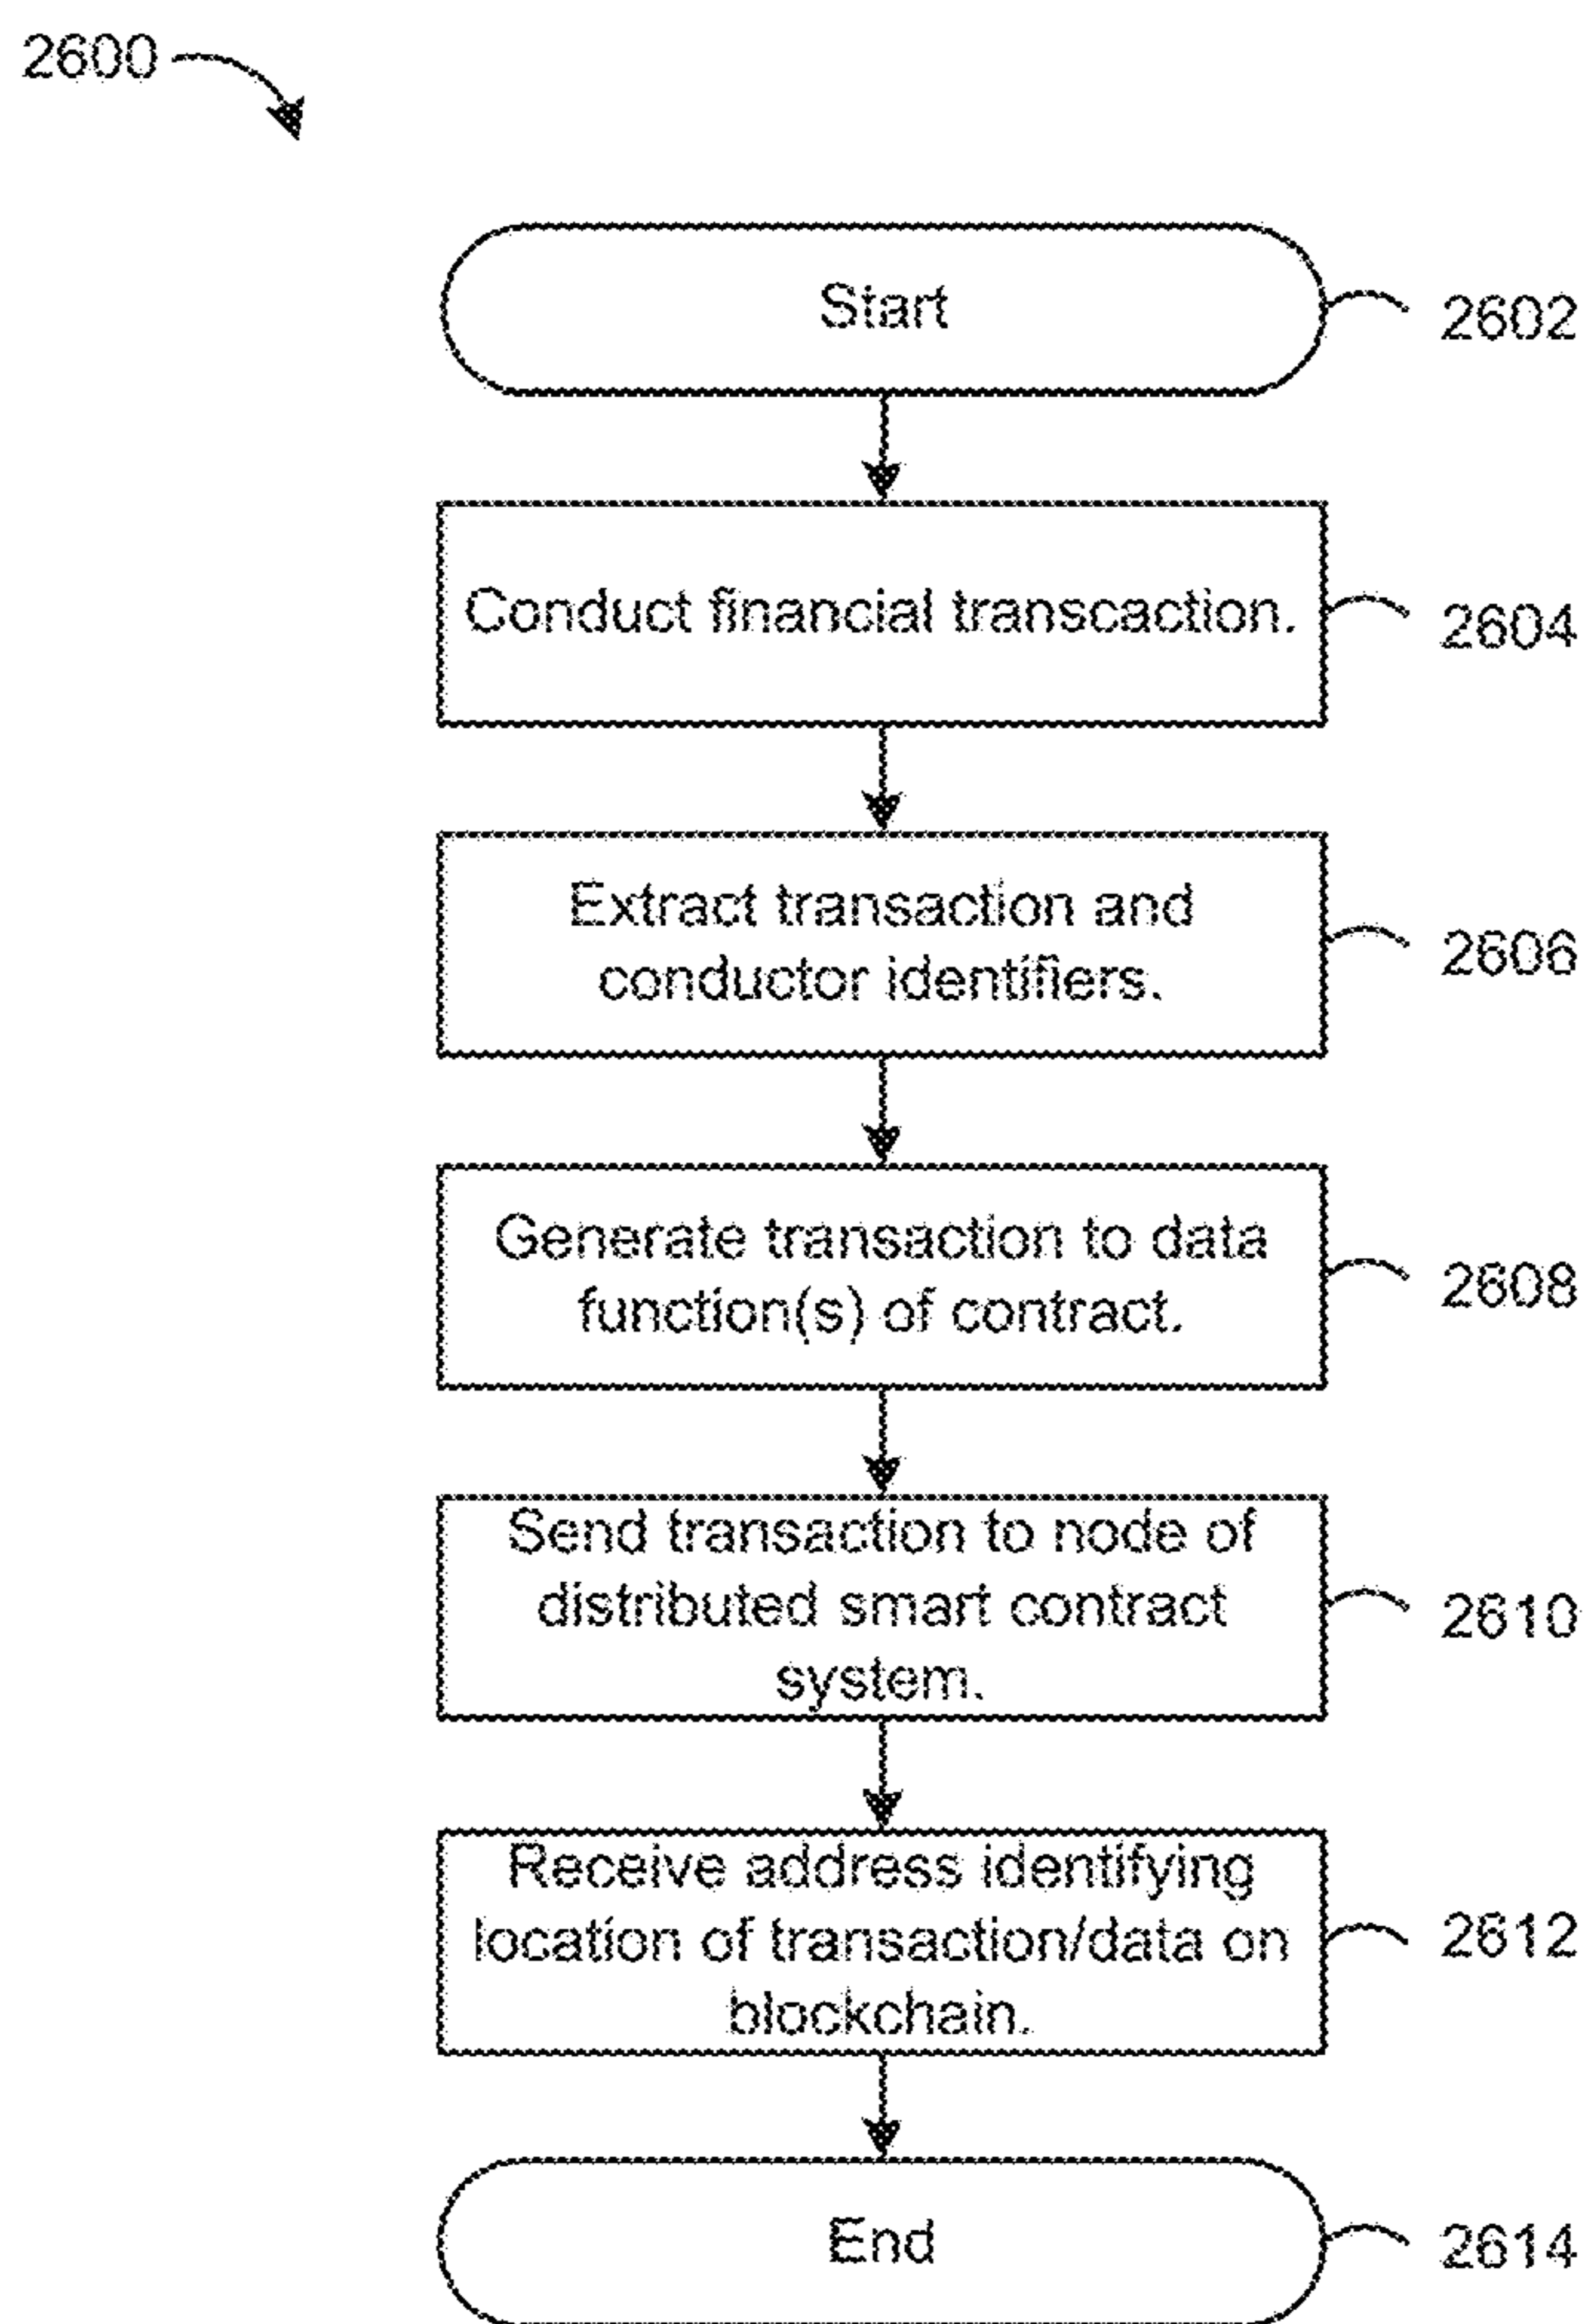 2600
Start
2602
Conduct financial transcaction.
2604
Extract transaction and
conductor identifiers.
2606
Generate transaction to data
function(s) of contract.
2608
Send transaction to node of
distributed smart contract
system.
2610
Receive address identifying
location of transaction/data on
blockchain.
2612
End
2614